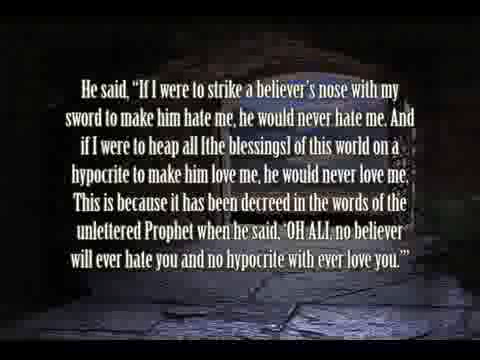 He said, “If I were to strike a believer’s nose with my
sword to make him hate me, he would never hate me. And
if I were to heap all [the blessings] of this world on a
hypocrite to make him love me, he would never love me.
This is because it has been decreed in the words of the
unlettered Prophet when he said, ‘OH ALI, no believer
will ever hate you and no hypocrite with ever love you.’”